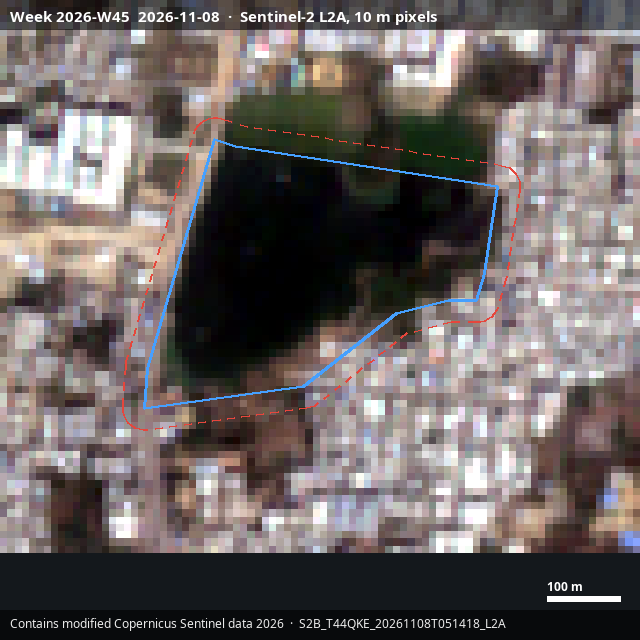 Week 2026-W45  2026-11-08  ·  Sentinel-2 L2A, 10 m pixels
100 m
Contains modified Copernicus Sentinel data 2026  ·  S2B_T44QKE_20261108T051418_L2A